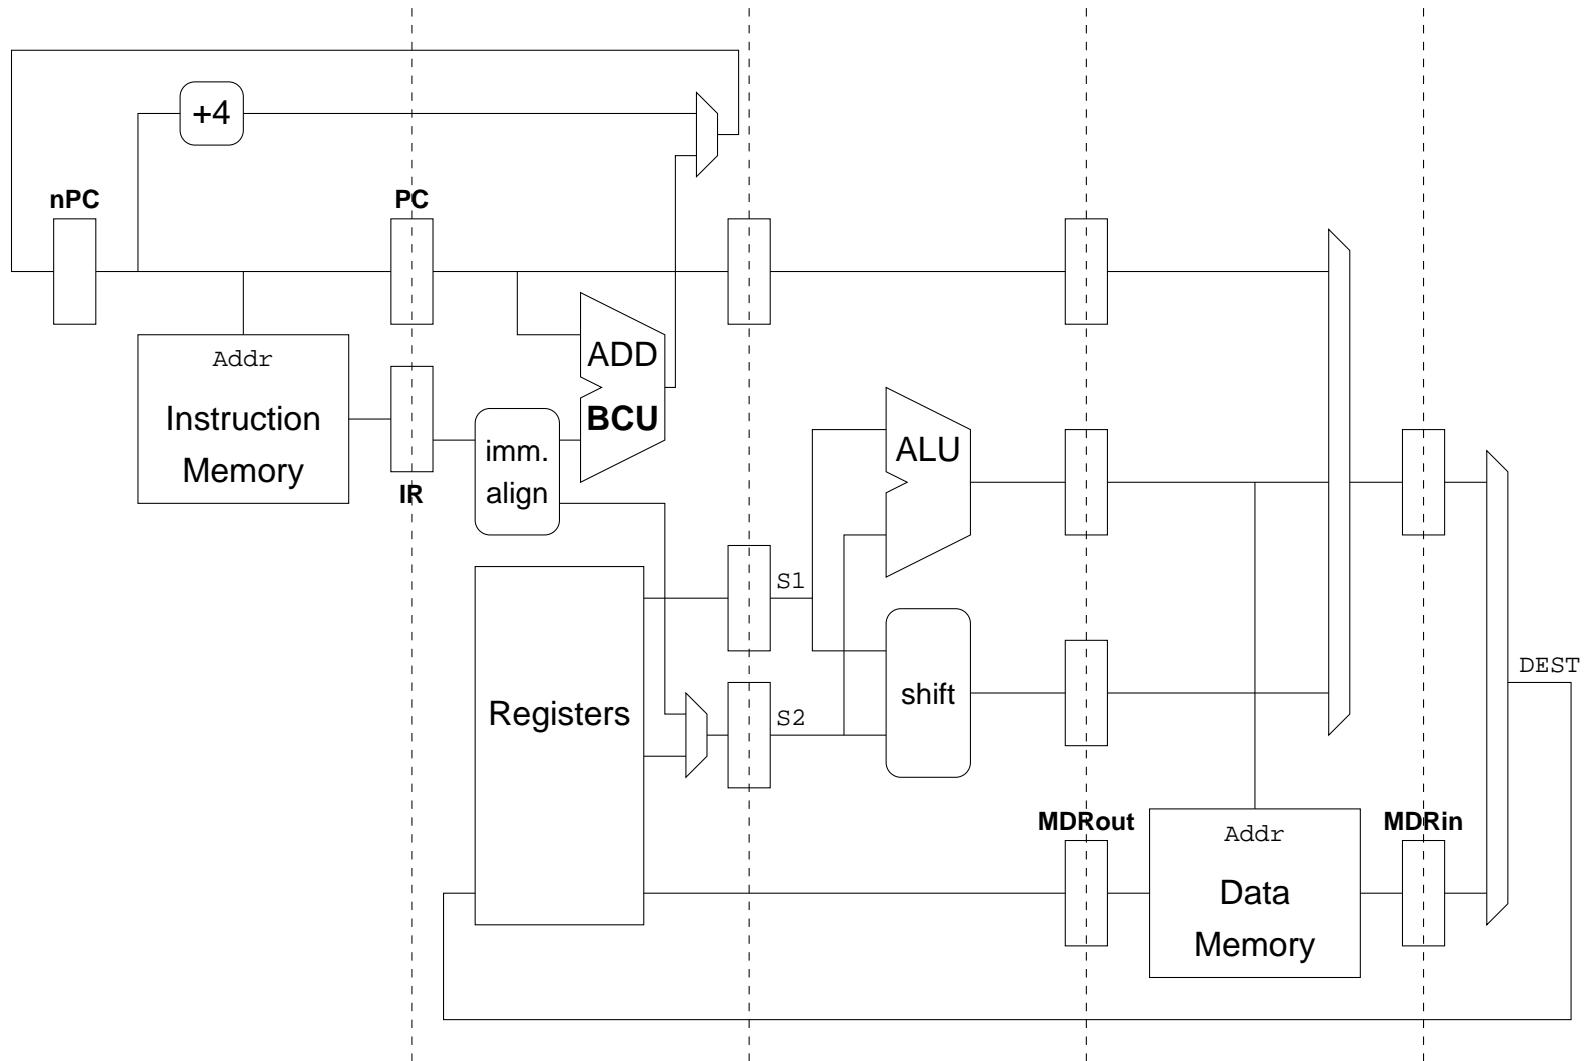 +4
nPC
PC
Addr
Instruction
Memory
IR
imm.
align
ADD
BCU
ALU
S1
Registers
S2
shift
DEST
MDRout
Addr
Data
Memory
MDRin